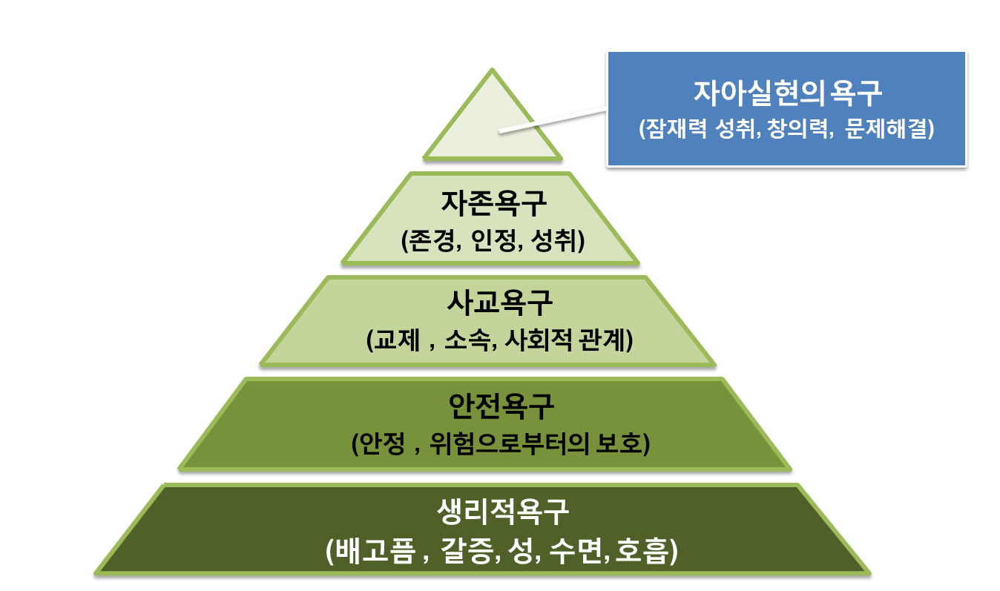 자아실현의 욕구
(잠재력 성취, 창의력, 문제해결)
자존욕구
(존경, 인정, 성취)
사교욕구
(교제 , 소속, 사회적 관계)
안전욕구
(안정 , 위험으로부터의 보호)
생리적욕구
(배고픔 , 갈증, 성, 수면, 호흡)